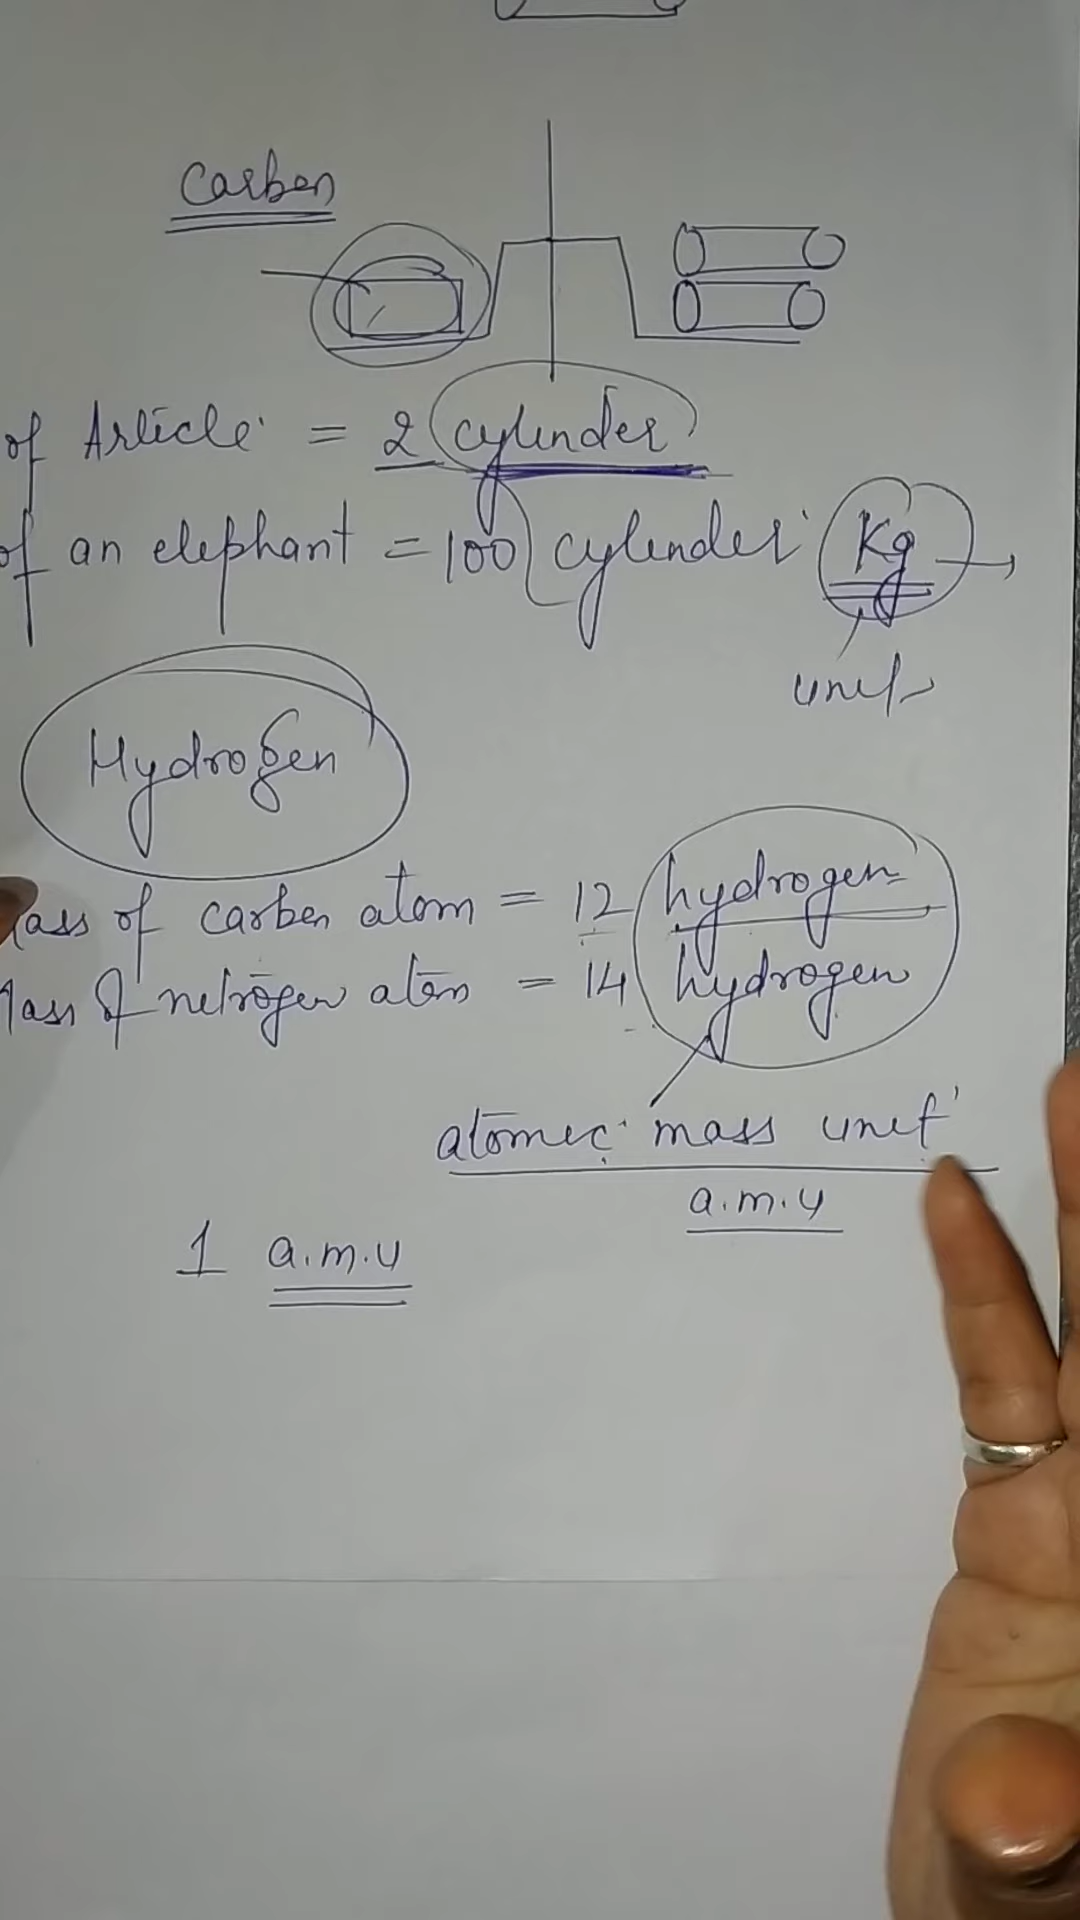 Carbon
of Article = 2 cylinder
of an elephant = 100 cylinder Kg
unit
Hydrogen
Mass of carbon atom = 12 hydrogen
Mass of nitrogen atom = 14 hydrogen
atomic mass unit
a.m.u
1 a.m.u